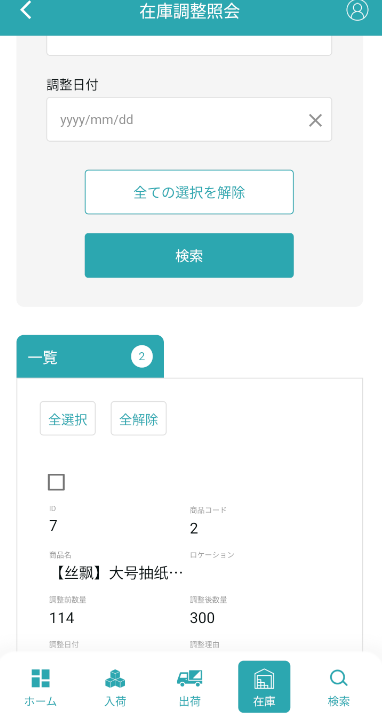 在庫調整照会
調整日付
yyyy/mm/dd
全ての選択を解除
検索
一覧 2
全選択 全解除
ID 商品コード
7 2
商品名 ロケーション
【丝飘】大号抽纸…
調整前数量 調整後数量
114 300
調整日付 調整理由
ホーム 入荷 出荷 在庫 検索